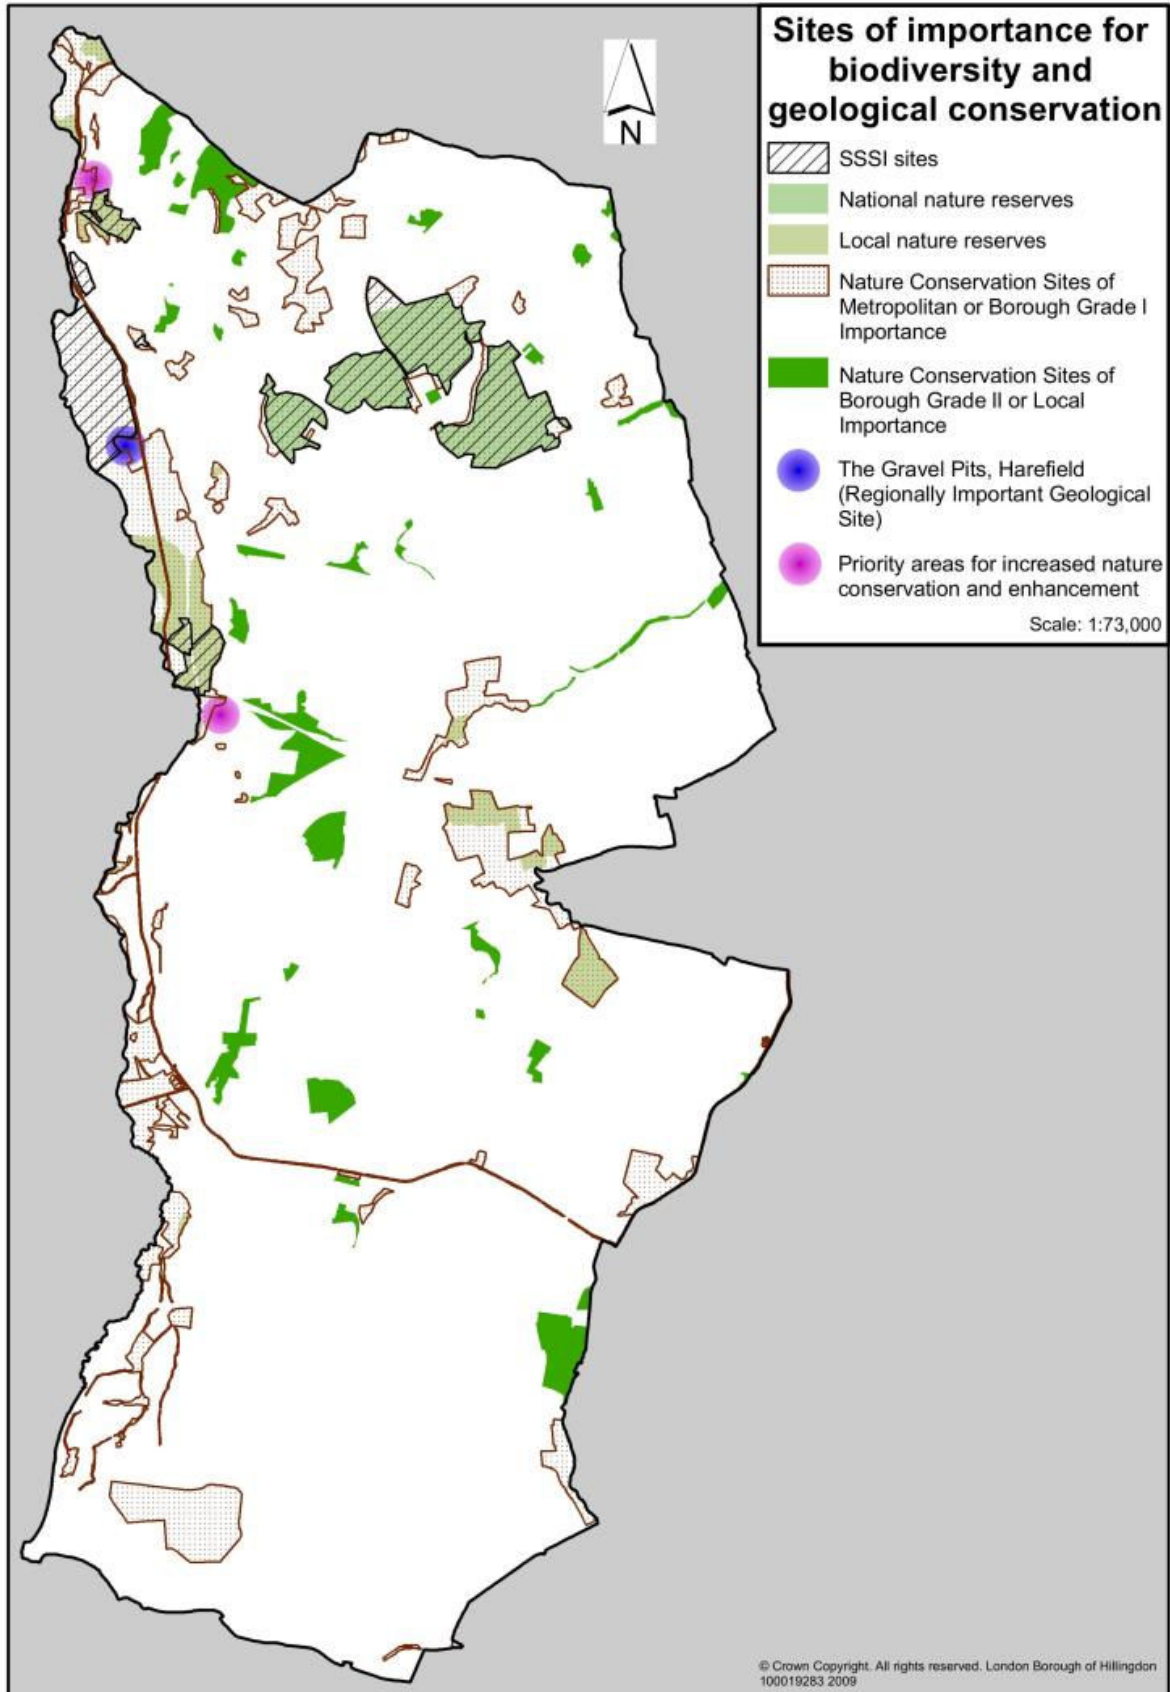 Sites of importance for
biodiversity and
geological conservation
N
SSSI sites
National nature reserves
Local nature reserves
Nature Conservation Sites of
Metropolitan or Borough Grade I
Importance
Nature Conservation Sites of
Borough Grade II or Local
Importance
The Gravel Pits, Harefield
(Regionally Important Geological
Site)
Priority areas for increased nature
conservation and enhancement
Scale: 1:73,000
© Crown Copyright. All rights reserved. London Borough of Hillingdon
100019283 2009